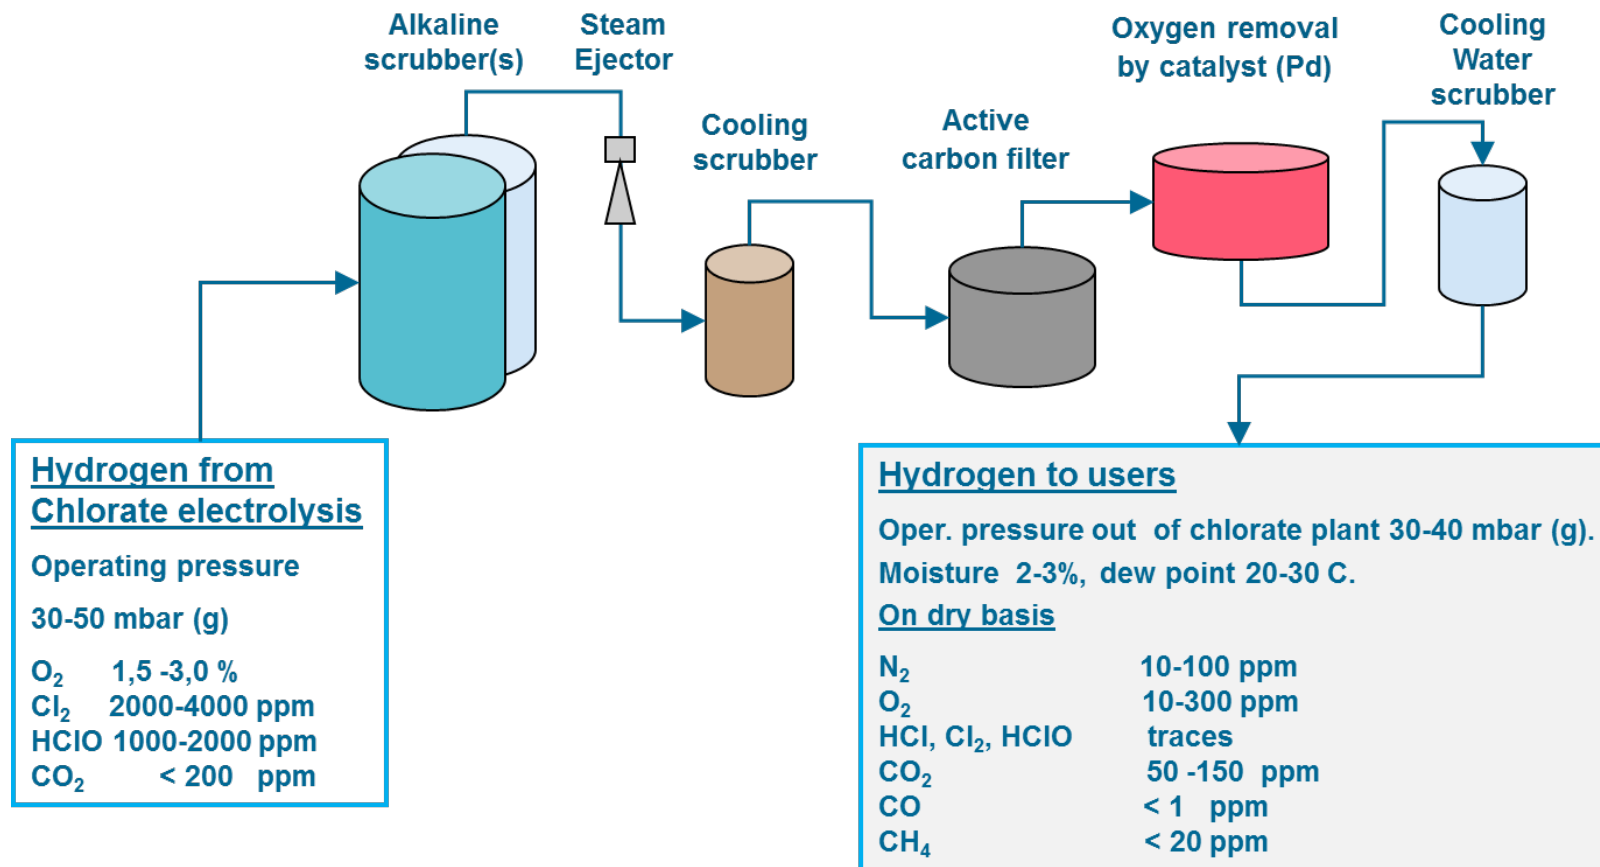 Alkaline
scrubber(s)
Steam
Ejector
Cooling
scrubber
Active
carbon filter
Oxygen removal
by catalyst (Pd)
Cooling
Water
scrubber
Hydrogen from
Chlorate electrolysis
Operating pressure
30-50 mbar (g)
O₂ 1,5 -3,0 %
Cl₂ 2000-4000 ppm
HClO 1000-2000 ppm
CO₂ < 200 ppm
Hydrogen to users
Oper. pressure out of chlorate plant 30-40 mbar (g).
Moisture 2-3%, dew point 20-30 C.
On dry basis
N₂ 10-100 ppm
O₂ 10-300 ppm
HCl, Cl₂, HClO traces
CO₂ 50 -150 ppm
CO < 1 ppm
CH₄ < 20 ppm